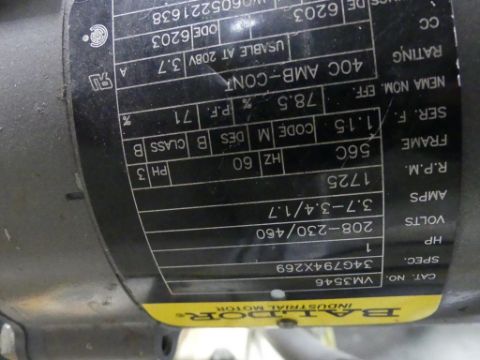 BALDOR®
INDUSTRIAL MOTOR
CAT. NO. VM3546
SPEC. 34G794X269
HP 1
VOLTS 208-230/460
AMPS 3.7-3.4/1.7
R.P.M. 1725
FRAME 56C HZ 60 PH 3
SER. F. 1.15 CODE M DES B CLASS B
NEMA NOM. EFF 78.5 % P.F. 71 %
RATING 40C AMB-CONT
CC USABLE AT 208V 3.7 A
DE 6203 ODE 6203
W0605221638